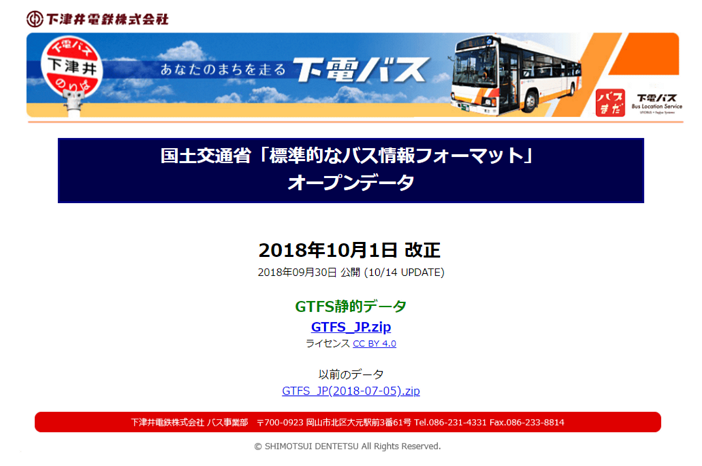 下津井電鉄株式会社
下電バス
下津井
のりば
あなたのまちを走る 下電バス
バスまだ
下電バス
Bus Location Service
国土交通省「標準的なバス情報フォーマット」
オープンデータ
2018年10月1日 改正
2018年09月30日 公開 (10/14 UPDATE)
GTFS静的データ
GTFS_JP.zip
ライセンス CC BY 4.0
以前のデータ
GTFS_JP(2018-07-05).zip
下津井電鉄株式会社 バス事業部 〒700-0923 岡山市北区大元駅前3番61号 Tel.086-231-4331 Fax.086-233-8814
© SHIMOTSUI DENTETSU All Rights Reserved.